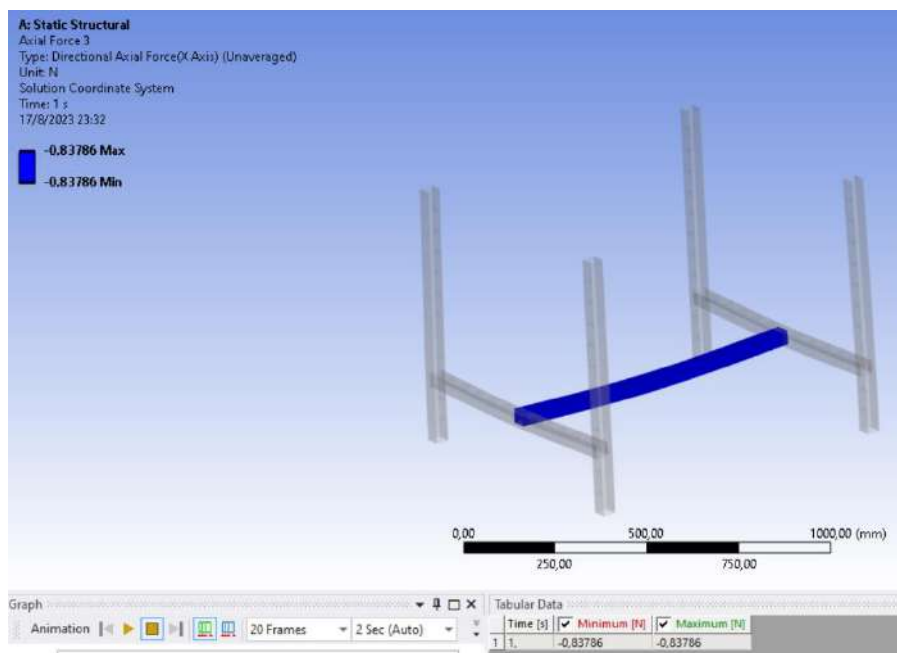 A: Static Structural
Axial Force 3
Type: Directional Axial Force(X Axis) (Unaveraged)
Unit: N
Solution Coordinate System
Time: 1 s
17/8/2023 23:32
-0,83786 Max
-0,83786 Min
0,00 500,00 1000,00 (mm)
250,00 750,00
Graph
Animation 20 Frames 2 Sec (Auto)
Tabular Data
Time [s] Minimum [N] Maximum [N]
1 1, -0,83786 -0,83786